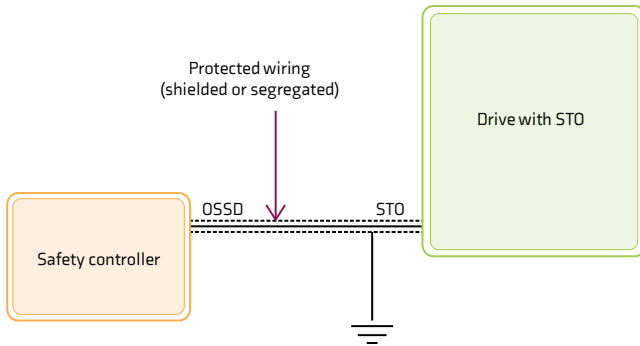 Protected wiring
(shielded or segregated)
Drive with STO
OSSD
STO
Safety controller